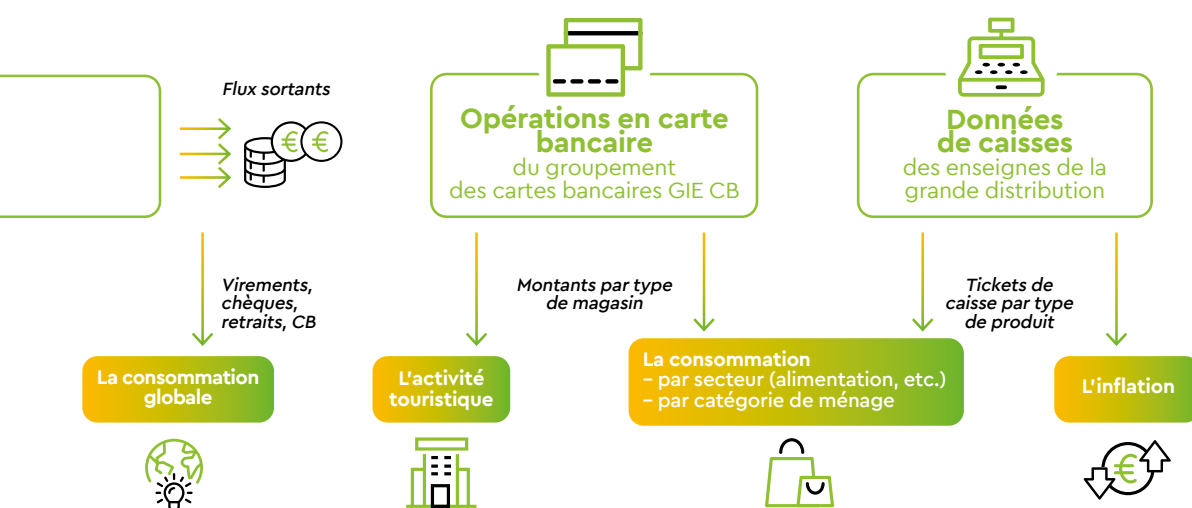 Flux sortants
Opérations en carte
bancaire
du groupement
des cartes bancaires GIE CB
Données
de caisses
des enseignes de la
grande distribution
Virements,
chèques,
retraits, CB
Montants par type
de magasin
Tickets de
caisse par type
de produit
La consommation
globale
L'activité
touristique
La consommation
– par secteur (alimentation, etc.)
– par catégorie de ménage
L'inflation